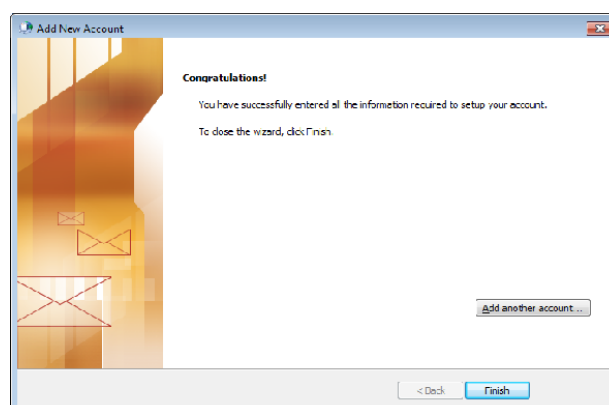 Add New Account
Congratulations!
You have successfully entered all the information required to setup your account.
To close the wizard, click Finish
Add another account ...
< Back
Finish